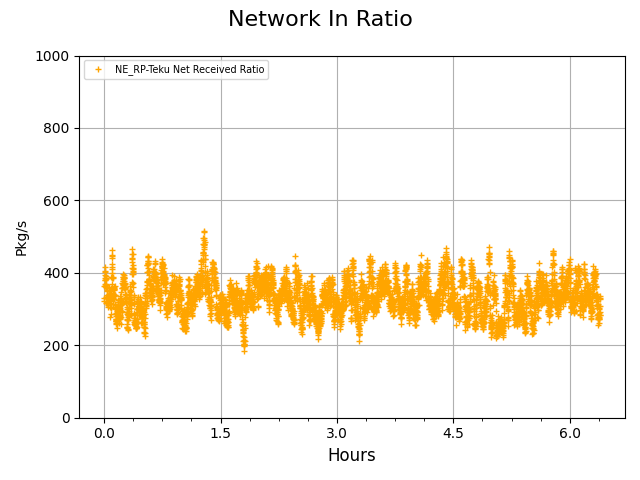 Network In Ratio
1000
NE_RP-Teku Net Received Ratio
800
600
Pkg/s
400
200
0
0.0 1.5 3.0 4.5 6.0
Hours